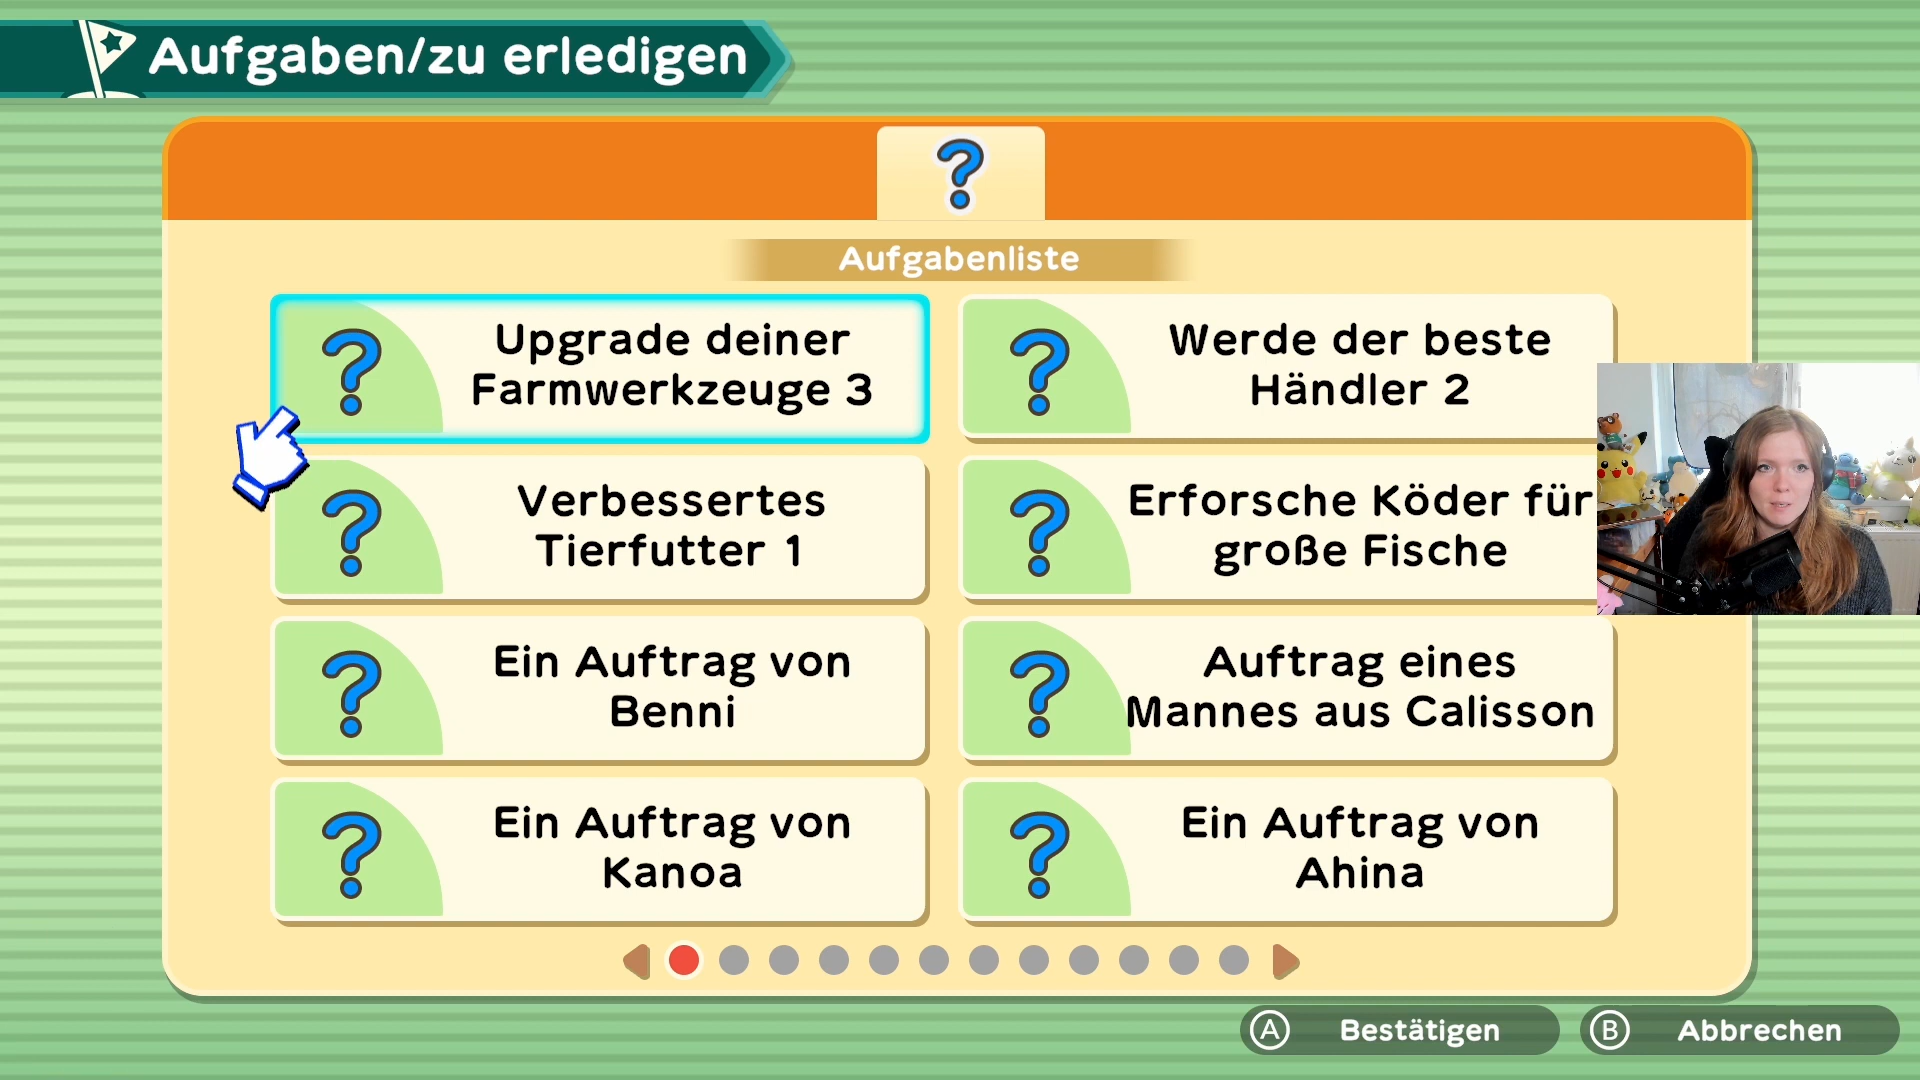 Aufgaben/zu erledigen
Aufgabenliste
Upgrade deiner
Farmwerkzeuge 3
Werde der beste
Händler 2
Verbessertes
Tierfutter 1
Erforsche Köder für
große Fische
Ein Auftrag von
Benni
Auftrag eines
Mannes aus Calisson
Ein Auftrag von
Kanoa
Ein Auftrag von
Ahina
A Bestätigen
B Abbrechen